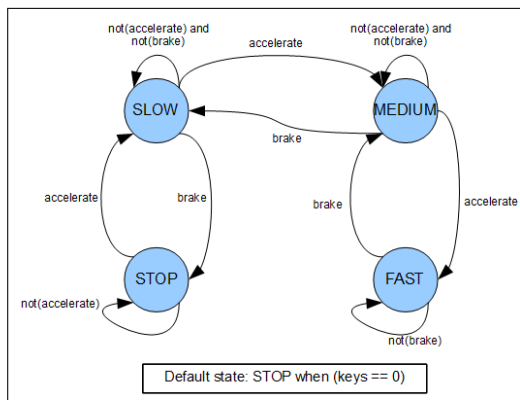 not(accelerate) and
not(brake)
accelerate
not(accelerate) and
not(brake)
SLOW
MEDIUM
brake
accelerate
brake
brake
accelerate
STOP
FAST
not(accelerate)
not(brake)
Default state: STOP when (keys == 0)